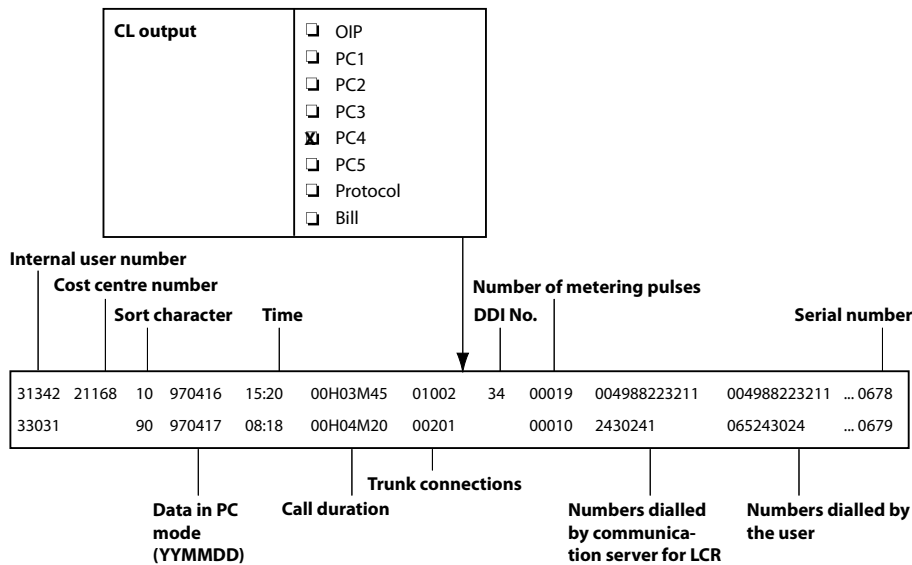 CL output
OIP
PC1
PC2
PC3
PC4
PC5
Protocol
Bill
Internal user number
Cost centre number
Number of metering pulses
Sort character Time DDI No. Serial number
31342 21168 10 970416 15:20 00H03M45 01002 34 00019 004988223211 004988223211 ... 0678
33031 90 970417 08:18 00H04M20 00201 00010 2430241 065243024 ... 0679
Trunk connections
Data in PC mode (YYMMDD)
Call duration
Numbers dialled
by communica-
tion server for LCR
Numbers dialled by
the user